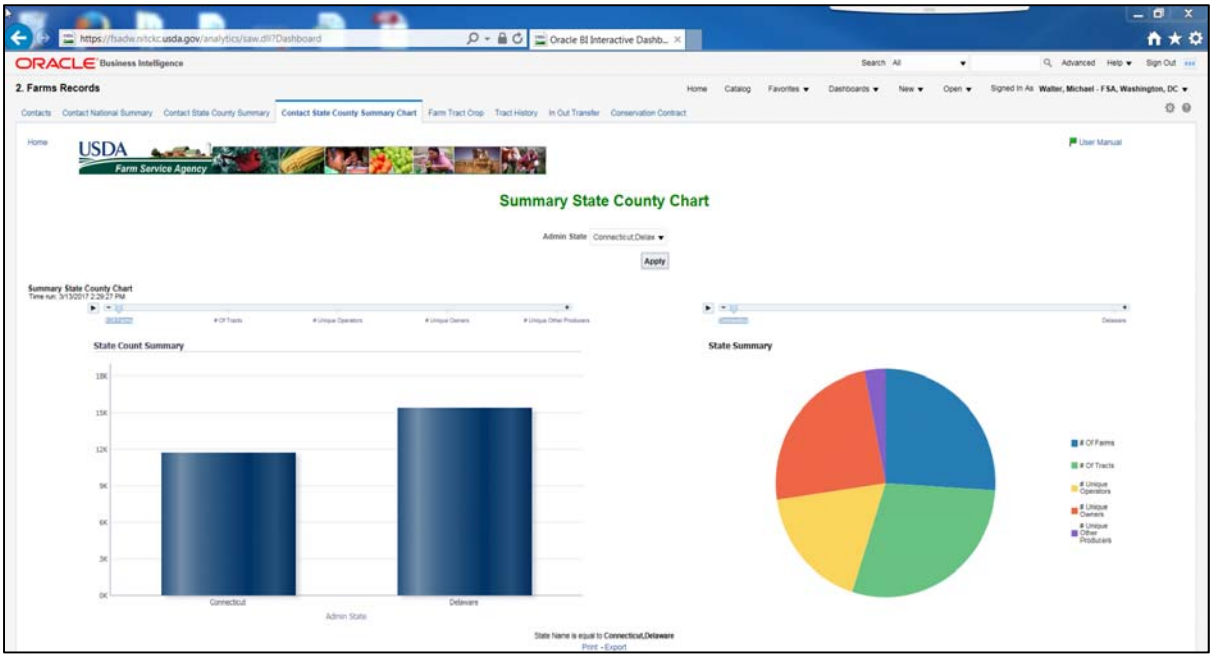 https://fsadw.nitckc.usda.gov/analytics/saw.dll?Dashboard
Oracle BI Interactive Dashb...
ORACLE Business Intelligence
Search All Advanced Help Sign Out
2. Farms Records
Home Catalog Favorites Dashboards New Open Signed In As Walter, Michael - FSA, Washington, DC
Contacts Contact National Summary Contact State County Summary Contact State County Summary Chart Farm Tract Crop Tract History In Out Transfer Conservation Contract
Home
USDA
Farm Service Agency
User Manual
Summary State County Chart
Admin State Connecticut;Delaw
Apply
Summary State County Chart
Time run: 3/13/2017 2:29:27 PM
# Of Farms # Of Tracts # Unique Operators # Unique Owners # Unique Other Producers
Connecticut Delaware
State Count Summary
18K
15K
12K
9K
6K
3K
0K
Connecticut Delaware
Admin State
State Summary
# Of Farms
# Of Tracts
# Unique
Operators
# Unique
Owners
# Unique
Other
Producers
State Name is equal to Connecticut,Delaware
Print - Export